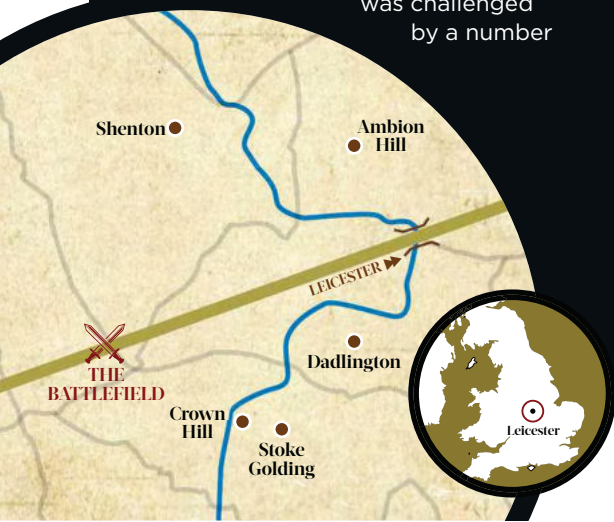 was challenged
by a number
Shenton
Ambion
Hill
LEICESTER
THE
BATTLEFIELD
Dadlington
Crown
Hill
Stoke
Golding
Leicester